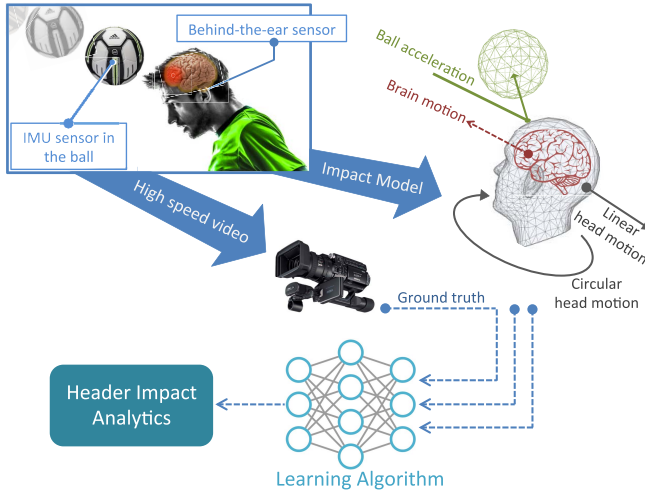 Behind-the-ear sensor
IMU sensor in
the ball
Ball acceleration
Brain motion
Impact Model
High speed video
Linear
head motion
Circular
head motion
Ground truth
Header Impact
Analytics
Learning Algorithm